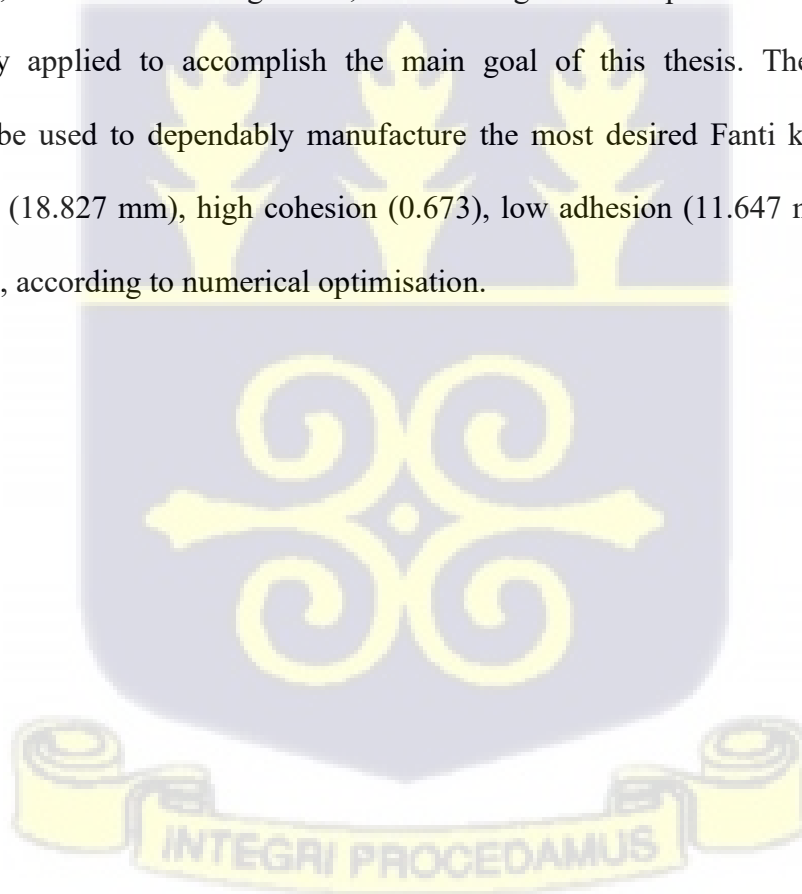 y applied to accomplish the main goal of this thesis. The
be used to dependably manufacture the most desired Fanti k
(18.827 mm), high cohesion (0.673), low adhesion (11.647 m
, according to numerical optimisation.
INTEGRI PROCEDAMUS